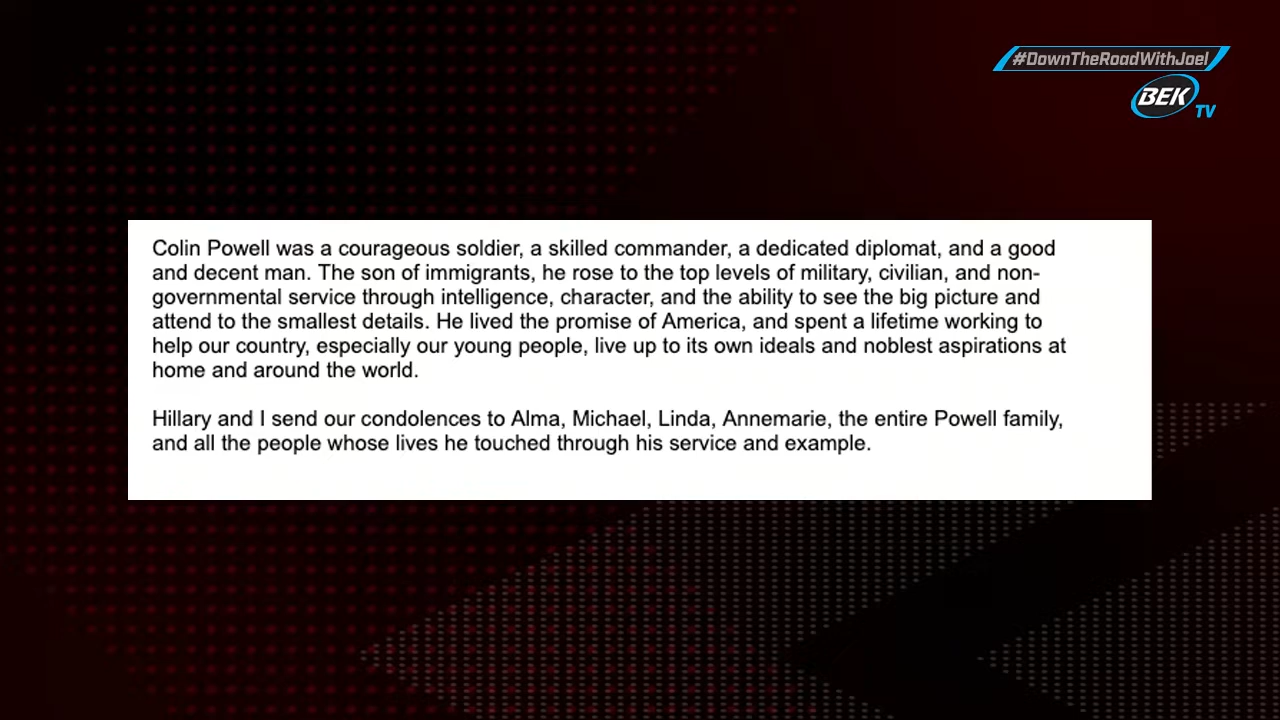 #DownTheRoadWithJoel
BEK TV
Colin Powell was a courageous soldier, a skilled commander, a dedicated diplomat, and a good
and decent man. The son of immigrants, he rose to the top levels of military, civilian, and non-
governmental service through intelligence, character, and the ability to see the big picture and
attend to the smallest details. He lived the promise of America, and spent a lifetime working to
help our country, especially our young people, live up to its own ideals and noblest aspirations at
home and around the world.
Hillary and I send our condolences to Alma, Michael, Linda, Annemarie, the entire Powell family,
and all the people whose lives he touched through his service and example.